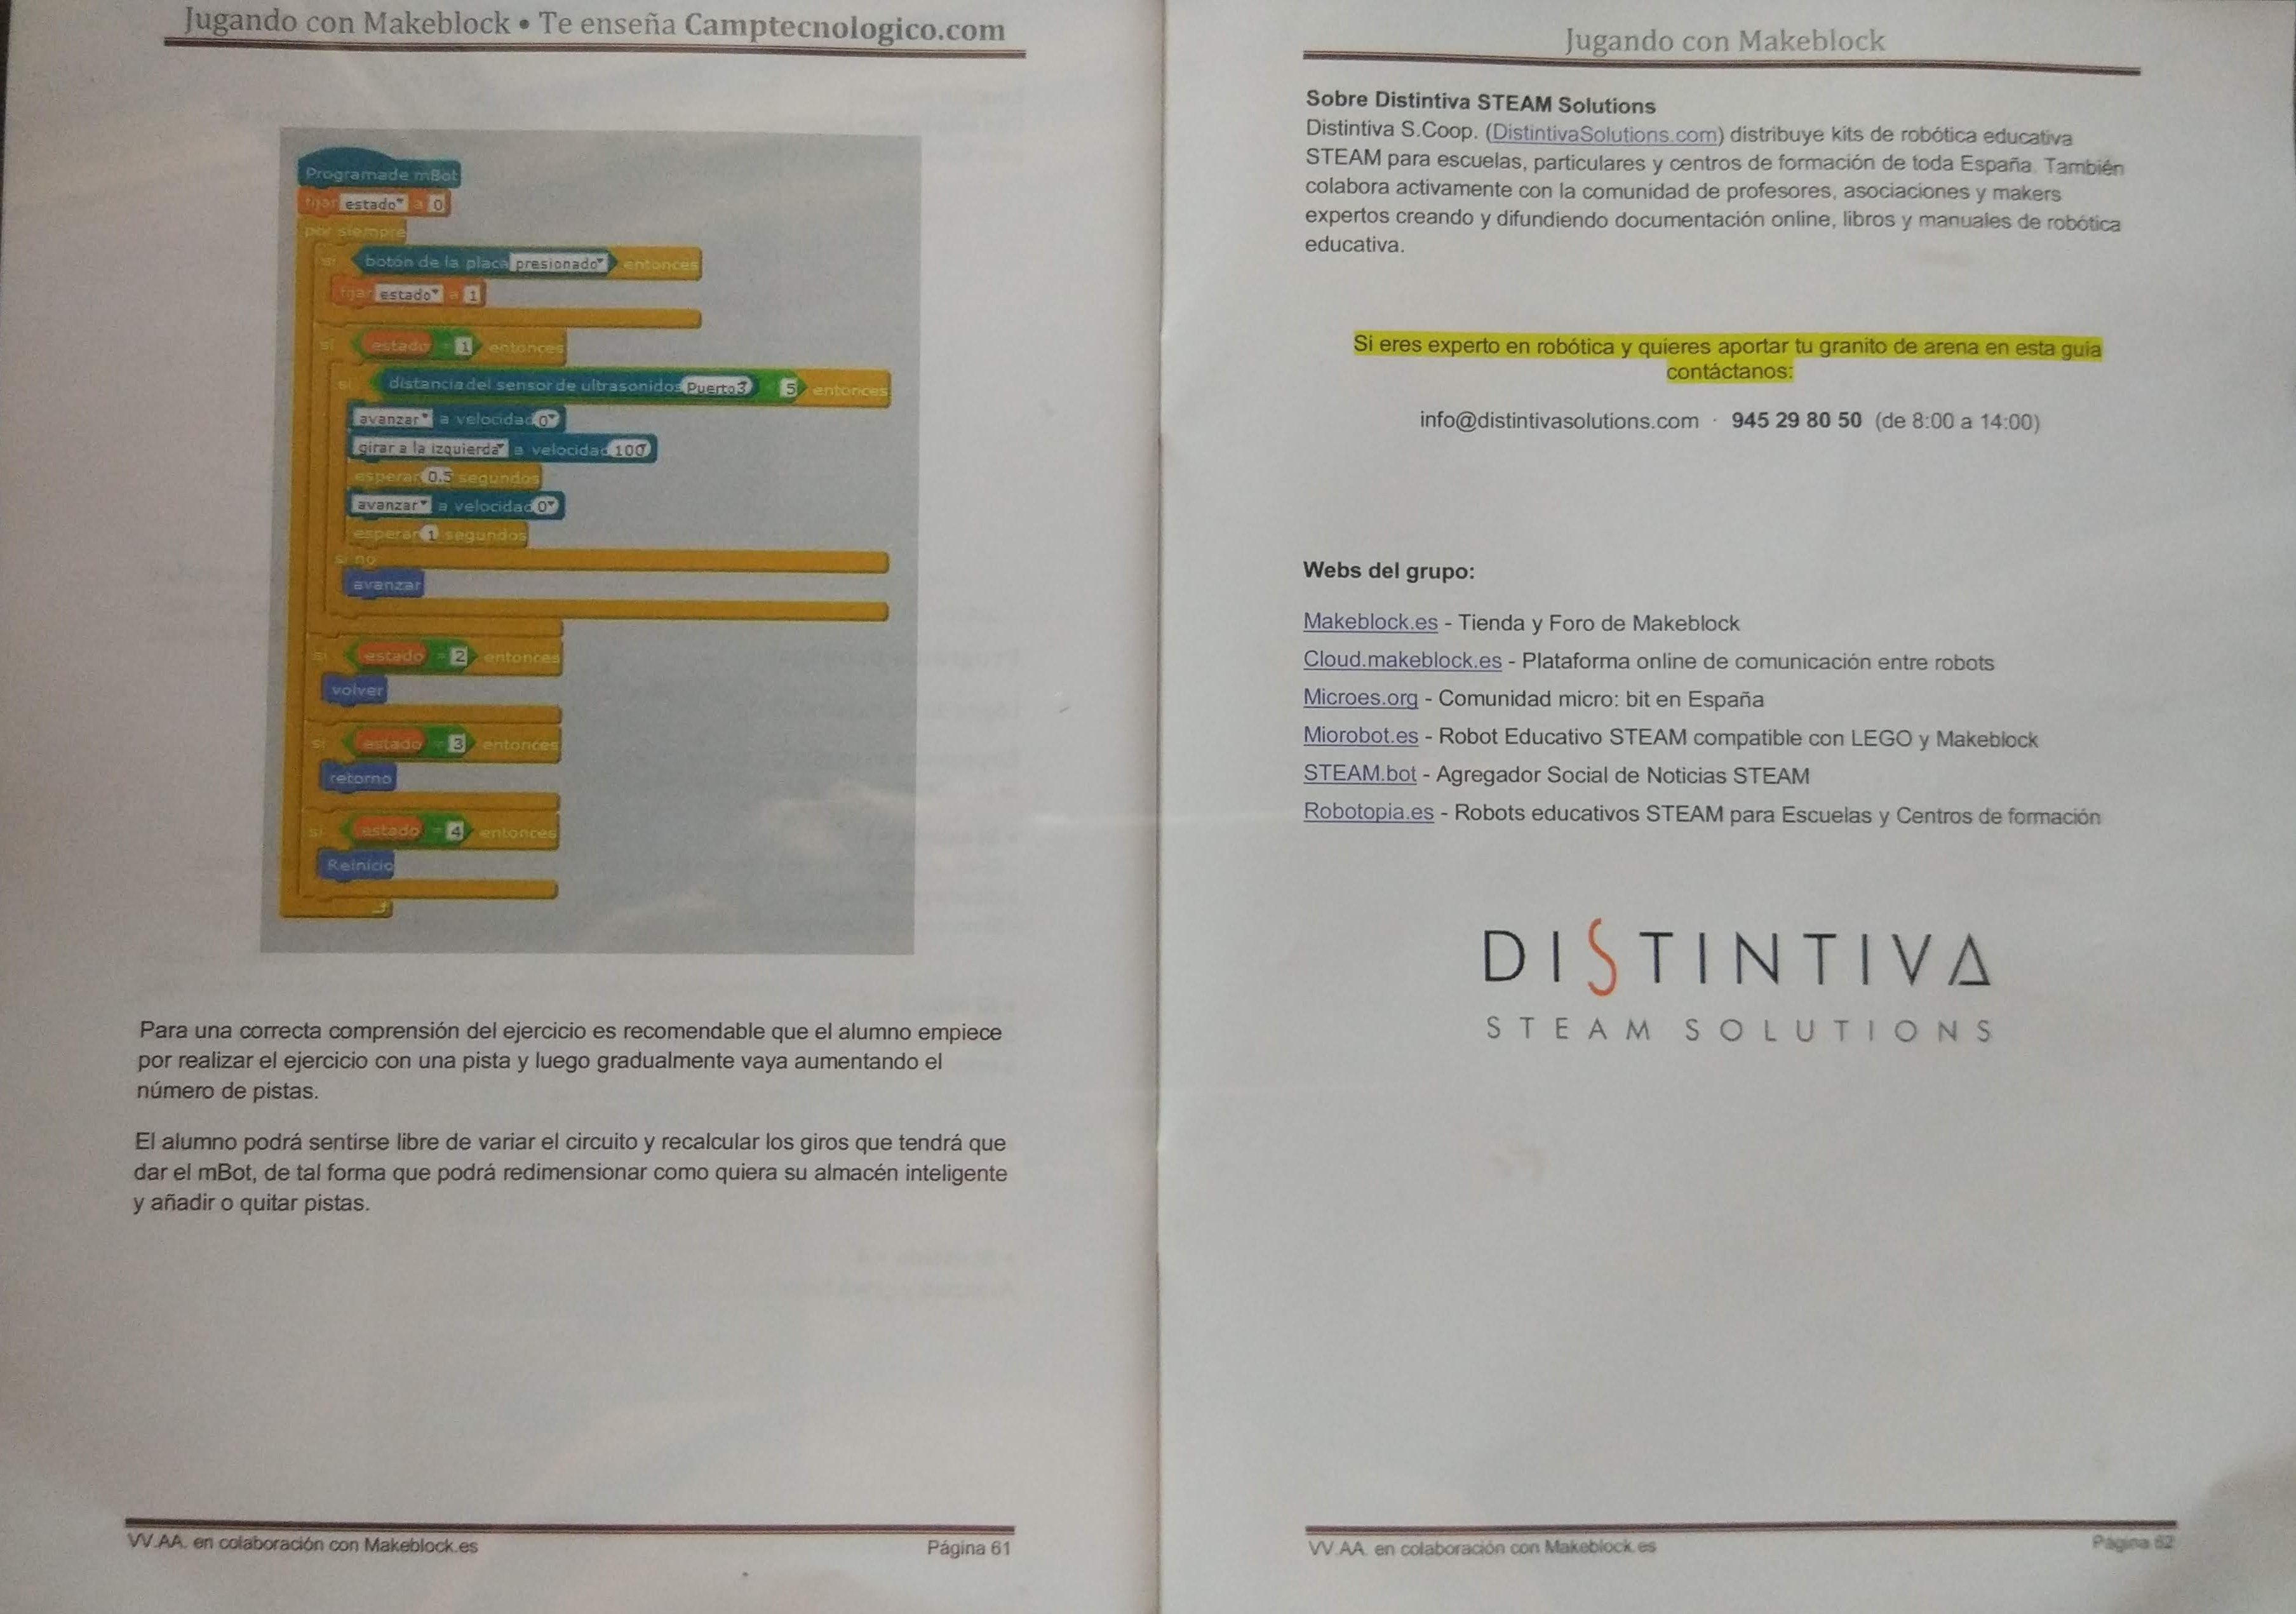 Jugando con Makeblock • Te enseña Camptecnologico.com
Programade mBot
fijar estado a 0
por siempre
si botón de la placa presionado entonces
fijar estado a 1
si estado = 1 entonces
si distancia del sensor de ultrasonidos Puerto3 5 entonces
avanzar a velocidad 0
girar a la izquierda a velocidad 100
esperar 0.5 segundos
avanzar a velocidad 0
esperar 1 segundos
si no
avanzar
si estado = 2 entonces
volver
si estado = 3 entonces
retorno
si estado = 4 entonces
Reinicio
Para una correcta comprensión del ejercicio es recomendable que el alumno empiece
por realizar el ejercicio con una pista y luego gradualmente vaya aumentando el
número de pistas.
El alumno podrá sentirse libre de variar el circuito y recalcular los giros que tendrá que
dar el mBot, de tal forma que podrá redimensionar como quiera su almacén inteligente
y añadir o quitar pistas.
VV.AA. en colaboración con Makeblock.es
Página 61
Jugando con Makeblock
Sobre Distintiva STEAM Solutions
Distintiva S.Coop. (DistintivaSolutions.com) distribuye kits de robótica educativa
STEAM para escuelas, particulares y centros de formación de toda España. También
colabora activamente con la comunidad de profesores, asociaciones y makers
expertos creando y difundiendo documentación online, libros y manuales de robótica
educativa.
Si eres experto en robótica y quieres aportar tu granito de arena en esta guía
contáctanos:
info@distintivasolutions.com · 945 29 80 50 (de 8:00 a 14:00)
Webs del grupo:
Makeblock.es - Tienda y Foro de Makeblock
Cloud.makeblock.es - Plataforma online de comunicación entre robots
Microes.org - Comunidad micro: bit en España
Miorobot.es - Robot Educativo STEAM compatible con LEGO y Makeblock
STEAM.bot - Agregador Social de Noticias STEAM
Robotopia.es - Robots educativos STEAM para Escuelas y Centros de formación
DISTINTIVA
STEAM SOLUTIONS
VV.AA. en colaboración con Makeblock.es
Página 62